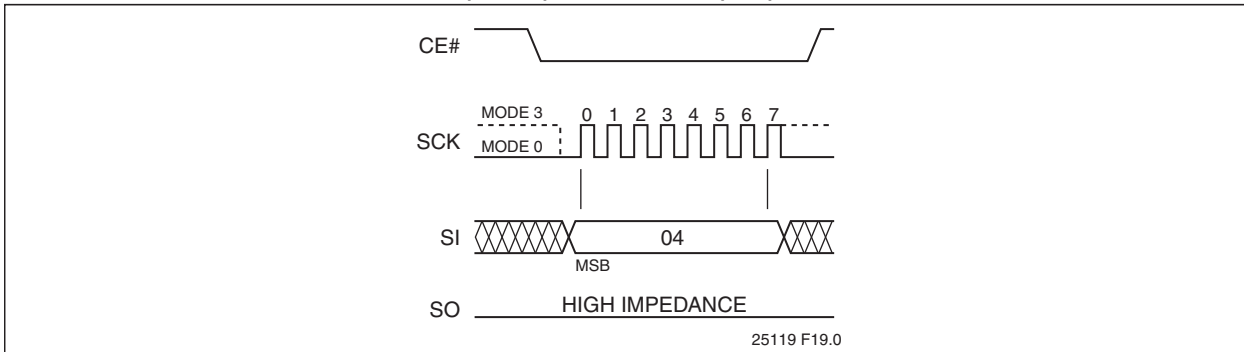 CE#
MODE 3
0 1 2 3 4 5 6 7
SCK
MODE 0
SI
04
MSB
SO
HIGH IMPEDANCE
25119 F19.0